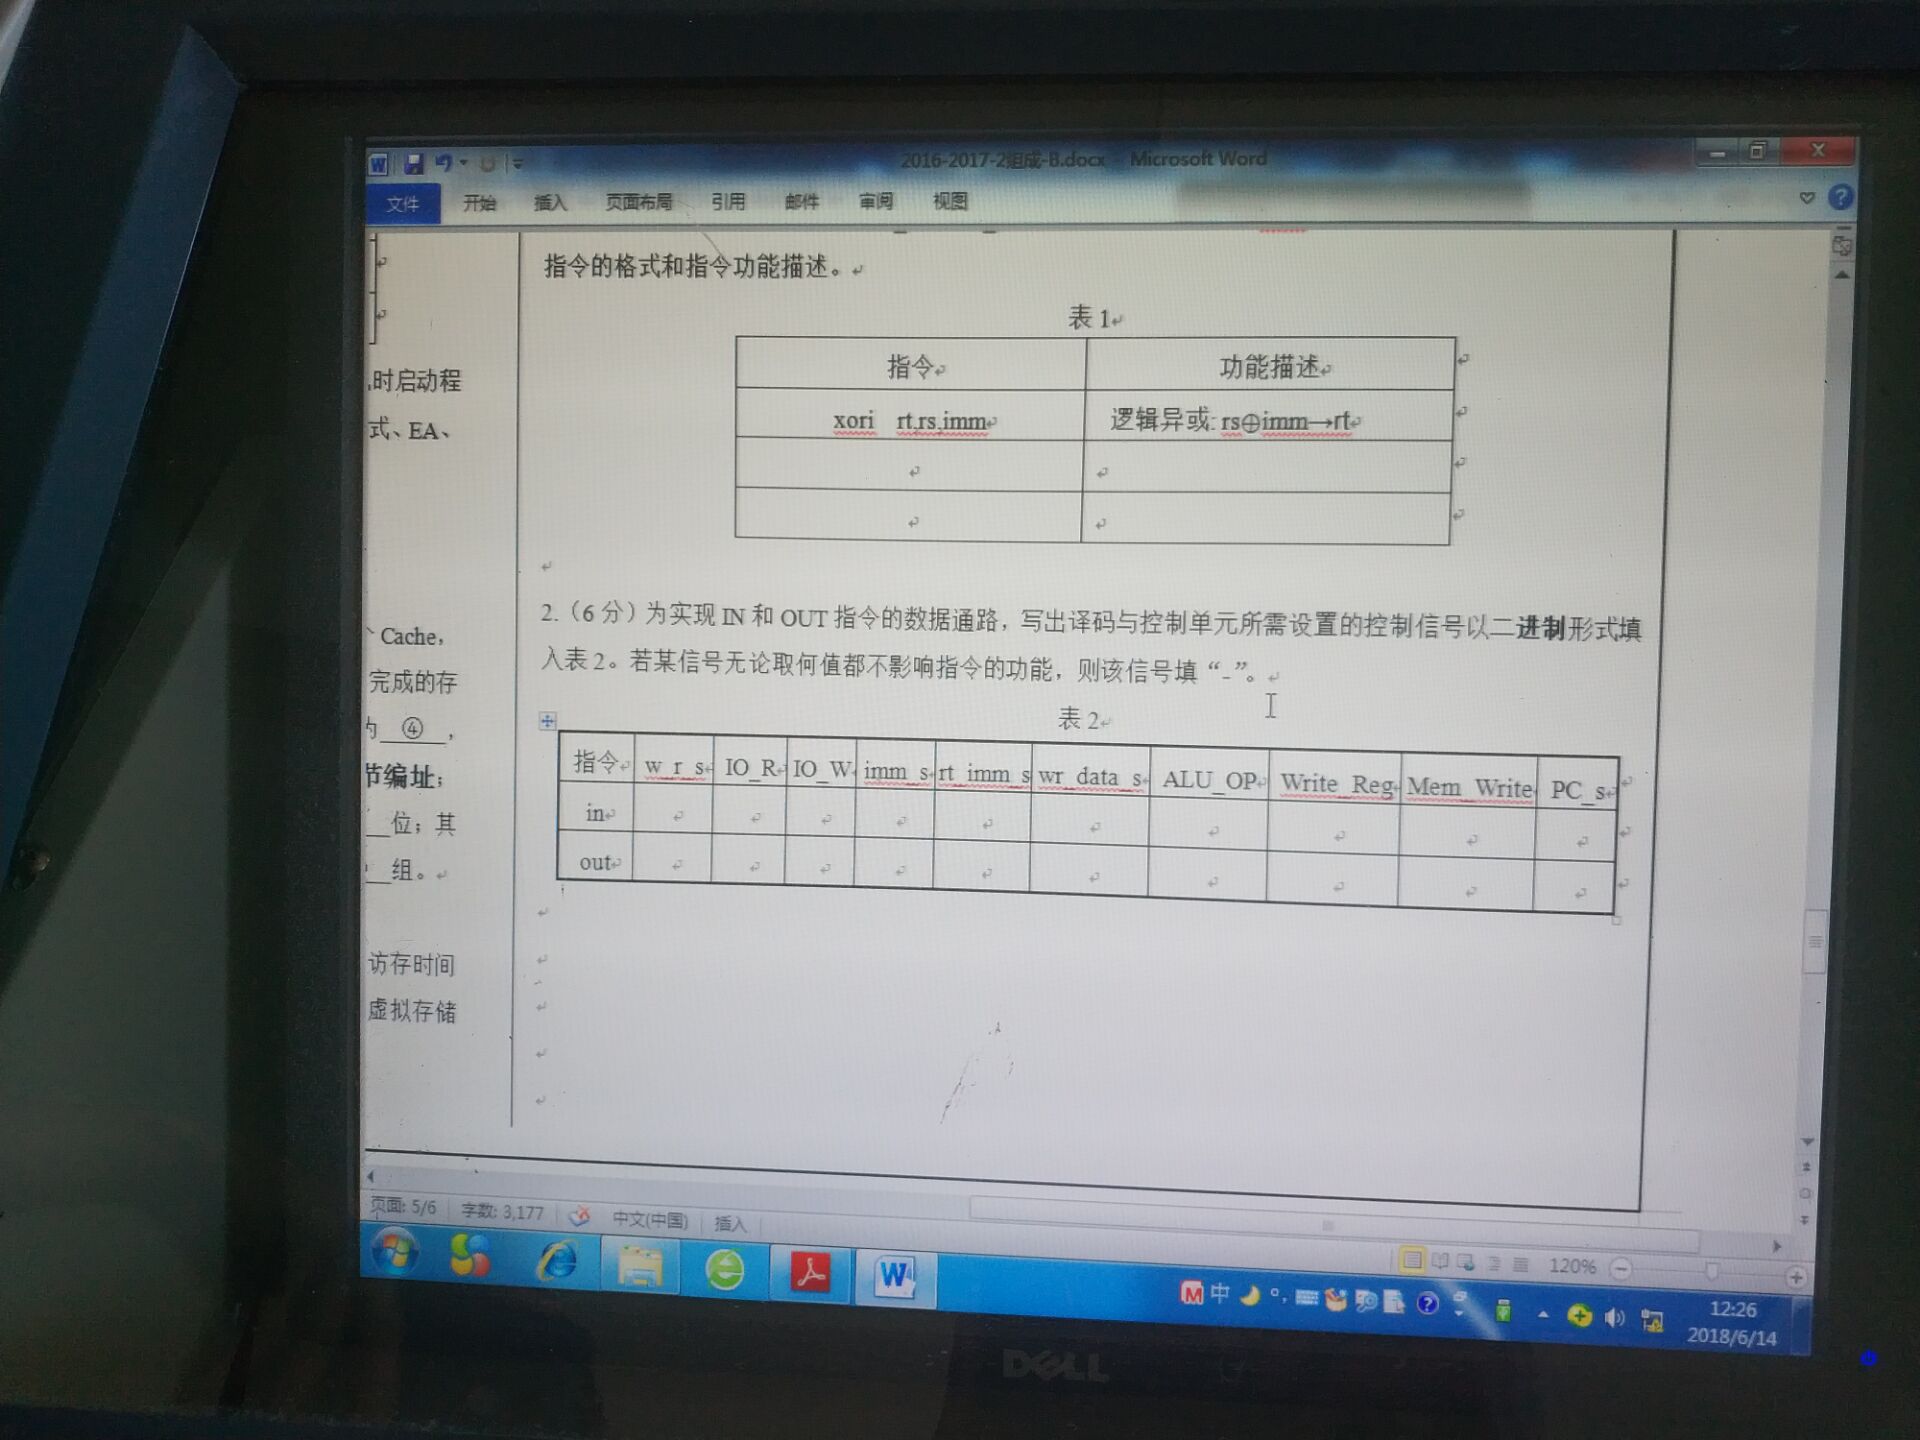 2016-2017-2组成-B.docx - Microsoft Word
文件 开始 插入 页面布局 引用 邮件 审阅 视图
指令的格式和指令功能描述。
表 1
指令 功能描述
xori rt,rs,imm 逻辑异或: rs⊕imm→rt
时启动程
式、EA、
Cache,
完成的存
④ ,
节编址;
位；其
组。
访存时间
虚拟存储
2.（6 分）为实现 IN 和 OUT 指令的数据通路，写出译码与控制单元所需设置的控制信号以二进制形式填
入表 2。若某信号无论取何值都不影响指令的功能，则该信号填“-”。
表 2
指令 w_r_s IO_R IO_W imm_s rt_imm_s wr_data_s ALU_OP Write_Reg Mem_Write PC_s
in
out
页面: 5/6 字数: 3,177 中文(中国) 插入 120%
中
12:26
2018/6/14
DELL